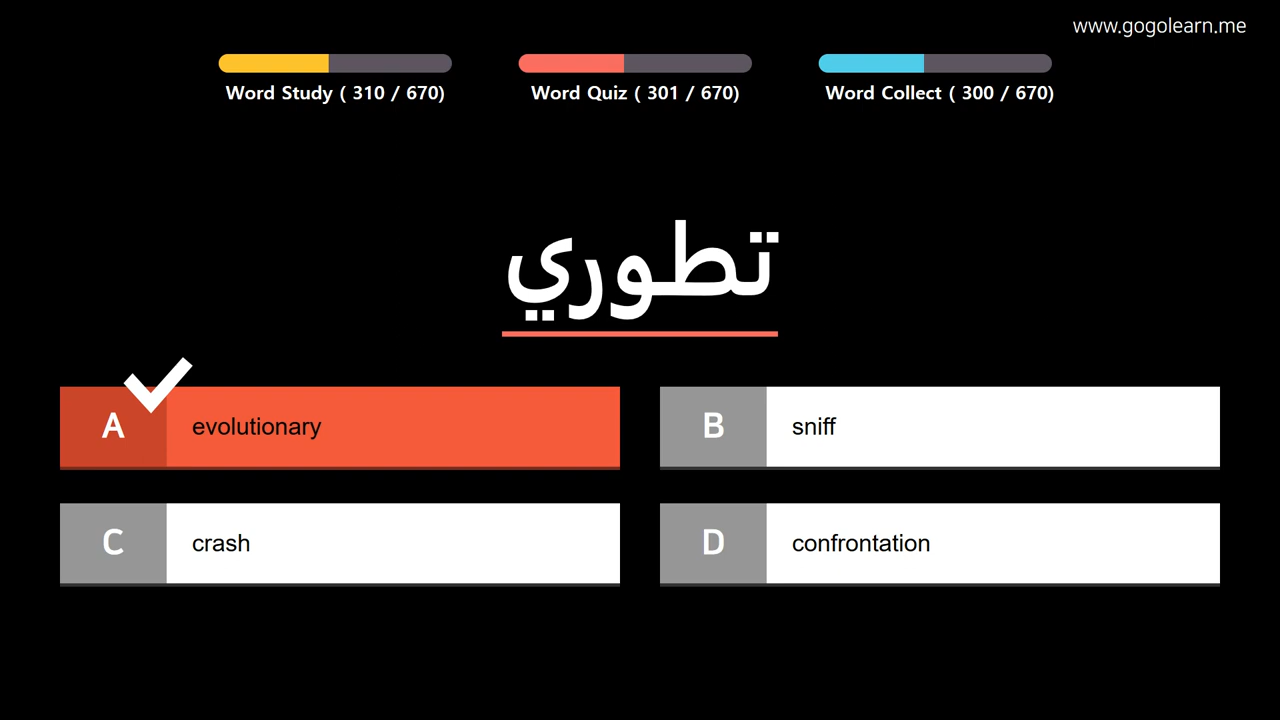 www.gogolearn.me
Word Study ( 310 / 670)
Word Quiz ( 301 / 670)
Word Collect ( 300 / 670)
تطوري
A evolutionary
B sniff
C crash
D confrontation